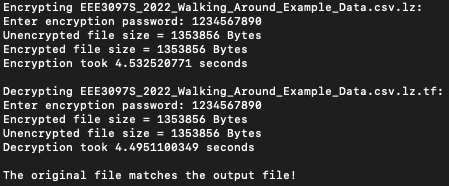 Encrypting EEE3097S_2022_Walking_Around_Example_Data.csv.lz:
Enter encryption password: 1234567890
Unencrypted file size = 1353856 Bytes
Encrypted file size = 1353856 Bytes
Encryption took 4.532520771 seconds

Decrypting EEE3097S_2022_Walking_Around_Example_Data.csv.lz.tf:
Enter encryption password: 1234567890
Encrypted file size = 1353856 Bytes
Unencrypted file size = 1353856 Bytes
Decryption took 4.4951100349 seconds

The original file matches the output file!